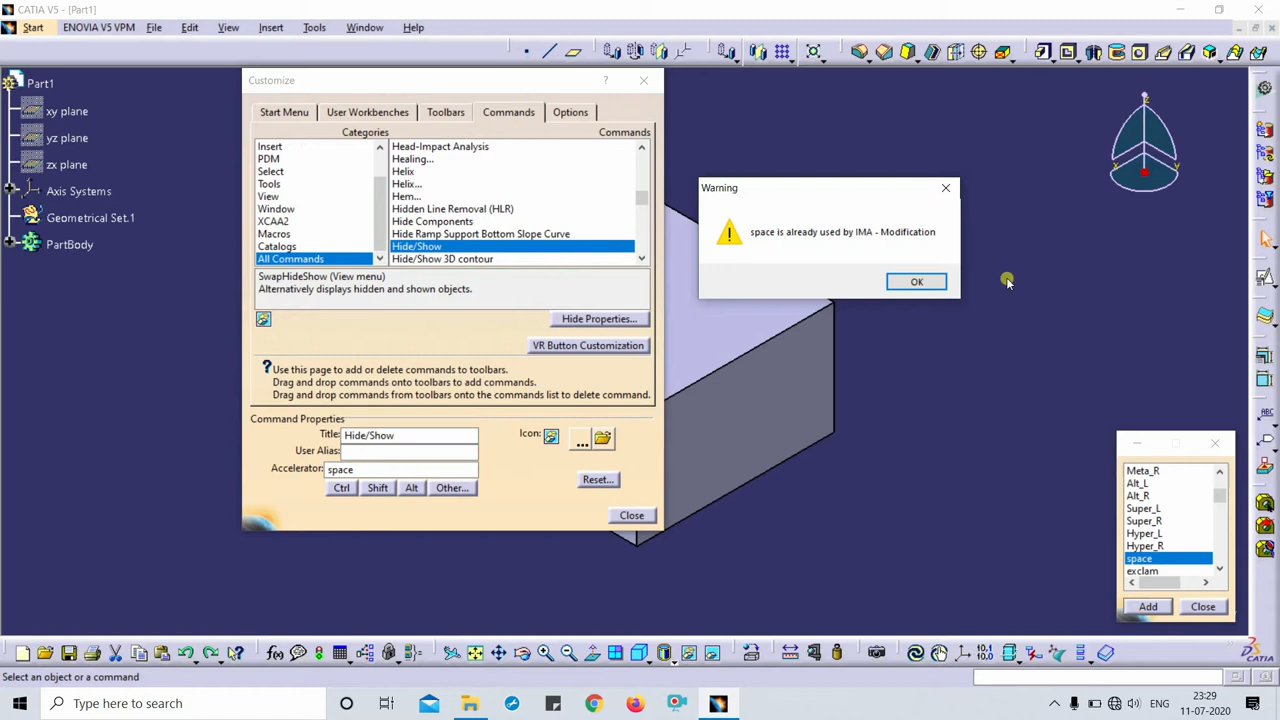 CATIA V5 - [Part1]
Start ENOVIA V5 VPM File Edit View Insert Tools Window Help
Part1
xy plane
yz plane
zx plane
Axis Systems
Geometrical Set.1
PartBody
Customize ?
Start Menu User Workbenches Toolbars Commands Options
Categories Commands
Insert
PDM
Select
Tools
View
Window
XCAA2
Macros
Catalogs
All Commands
Head-Impact Analysis
Healing...
Helix
Helix...
Hem...
Hidden Line Removal (HLR)
Hide Components
Hide Ramp Support Bottom Slope Curve
Hide/Show
Hide/Show 3D contour
SwapHideShow (View menu)
Alternatively displays hidden and shown objects.
Hide Properties...
VR Button Customization
? Use this page to add or delete commands to toolbars.
Drag and drop commands onto toolbars to add commands.
Drag and drop commands from toolbars onto the commands list to delete command.
Command Properties
Title: Hide/Show Icon: ...
User Alias:
Accelerator: space
Ctrl Shift Alt Other... Reset...
Close
Warning
space is already used by IMA - Modification
OK
z
Meta_R
Alt_L
Alt_R
Super_L
Super_R
Hyper_L
Hyper_R
space
exclam
Add Close
ABC
f(x) 10.1 10.0
CATIA
Select an object or a command
Type here to search
ENG
23:29
11-07-2020